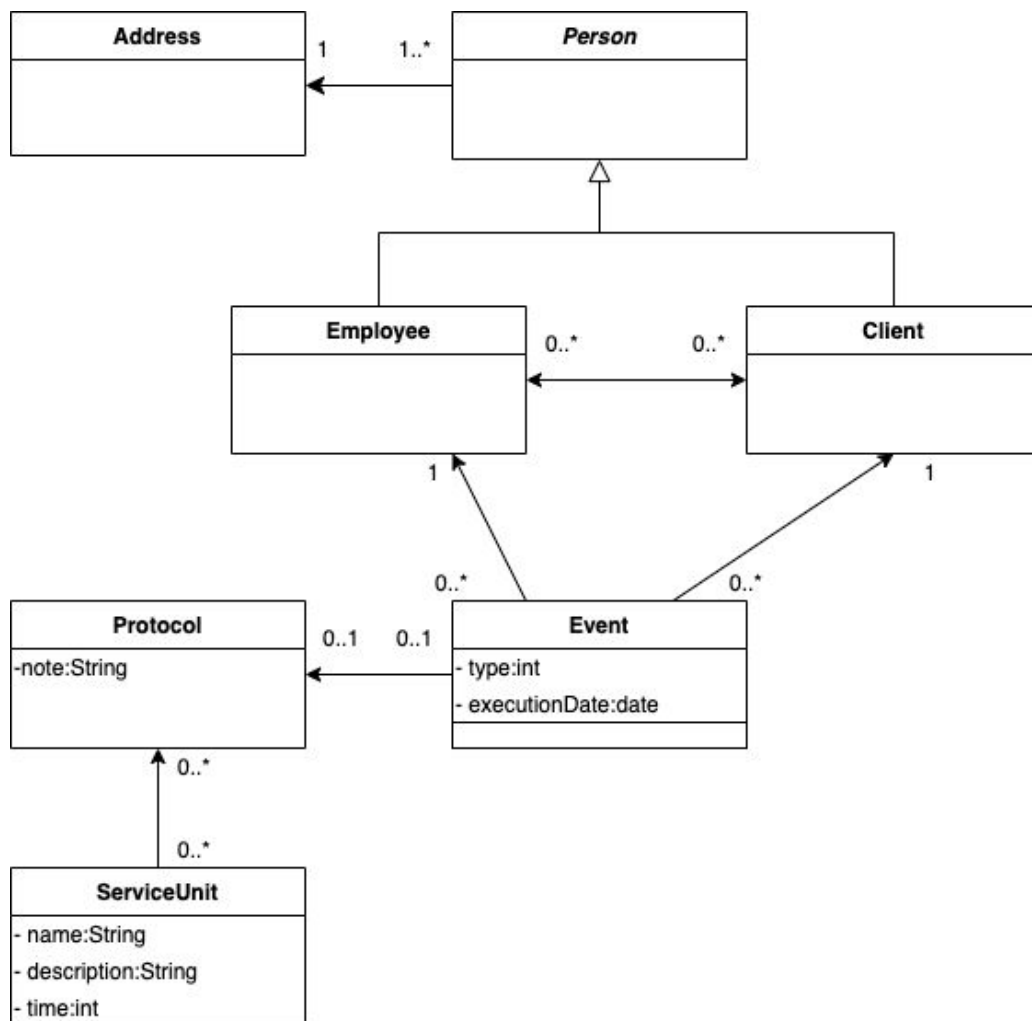 Address
Person
1
1..*
Employee
Client
0..*
0..*
1
1
0..*
0..*
Protocol
Event
-note:String
0..1
0..1
- type:int
- executionDate:date
0..*
0..*
ServiceUnit
- name:String
- description:String
- time:int